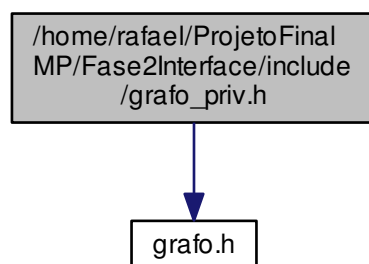 /home/rafael/ProjetoFinal
MP/Fase2Interface/include
/grafo_priv.h
grafo.h